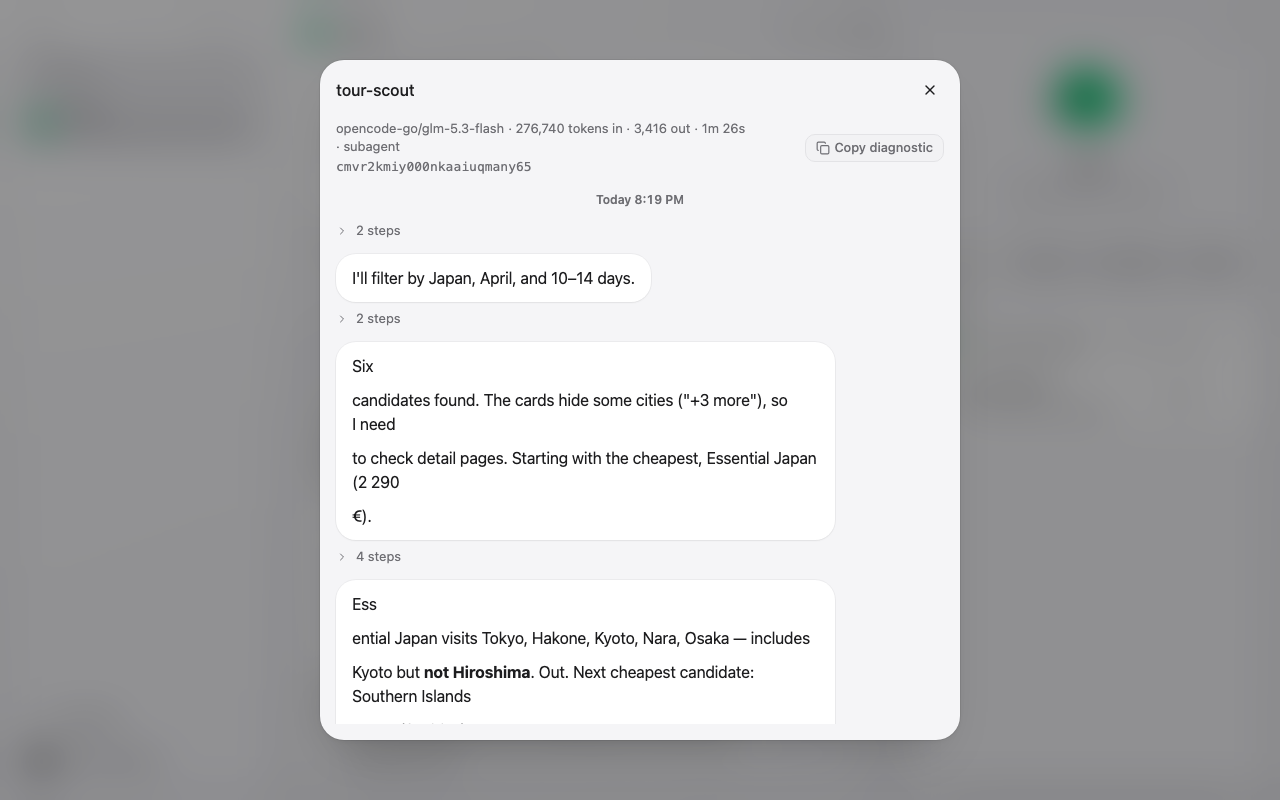 tour-scout
opencode-go/glm-5.3-flash · 276,740 tokens in · 3,416 out · 1m 26s
· subagent
cmvr2kmiy000nkaaiuqmany65
Copy diagnostic
Today 8:19 PM
2 steps
I'll filter by Japan, April, and 10–14 days.
2 steps
Six
candidates found. The cards hide some cities ("+3 more"), so
I need
to check detail pages. Starting with the cheapest, Essential Japan
(2 290
€).
4 steps
Ess
ential Japan visits Tokyo, Hakone, Kyoto, Nara, Osaka — includes
Kyoto but not Hiroshima. Out. Next cheapest candidate:
Southern Islands